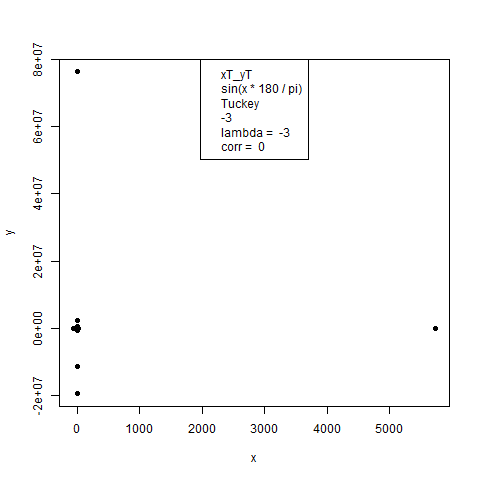 xT_yT
sin(x * 180 / pi)
Tuckey
-3
lambda =  -3
corr =  0
8e+07
6e+07
4e+07
2e+07
0e+00
-2e+07
y
0
1000
2000
3000
4000
5000
x